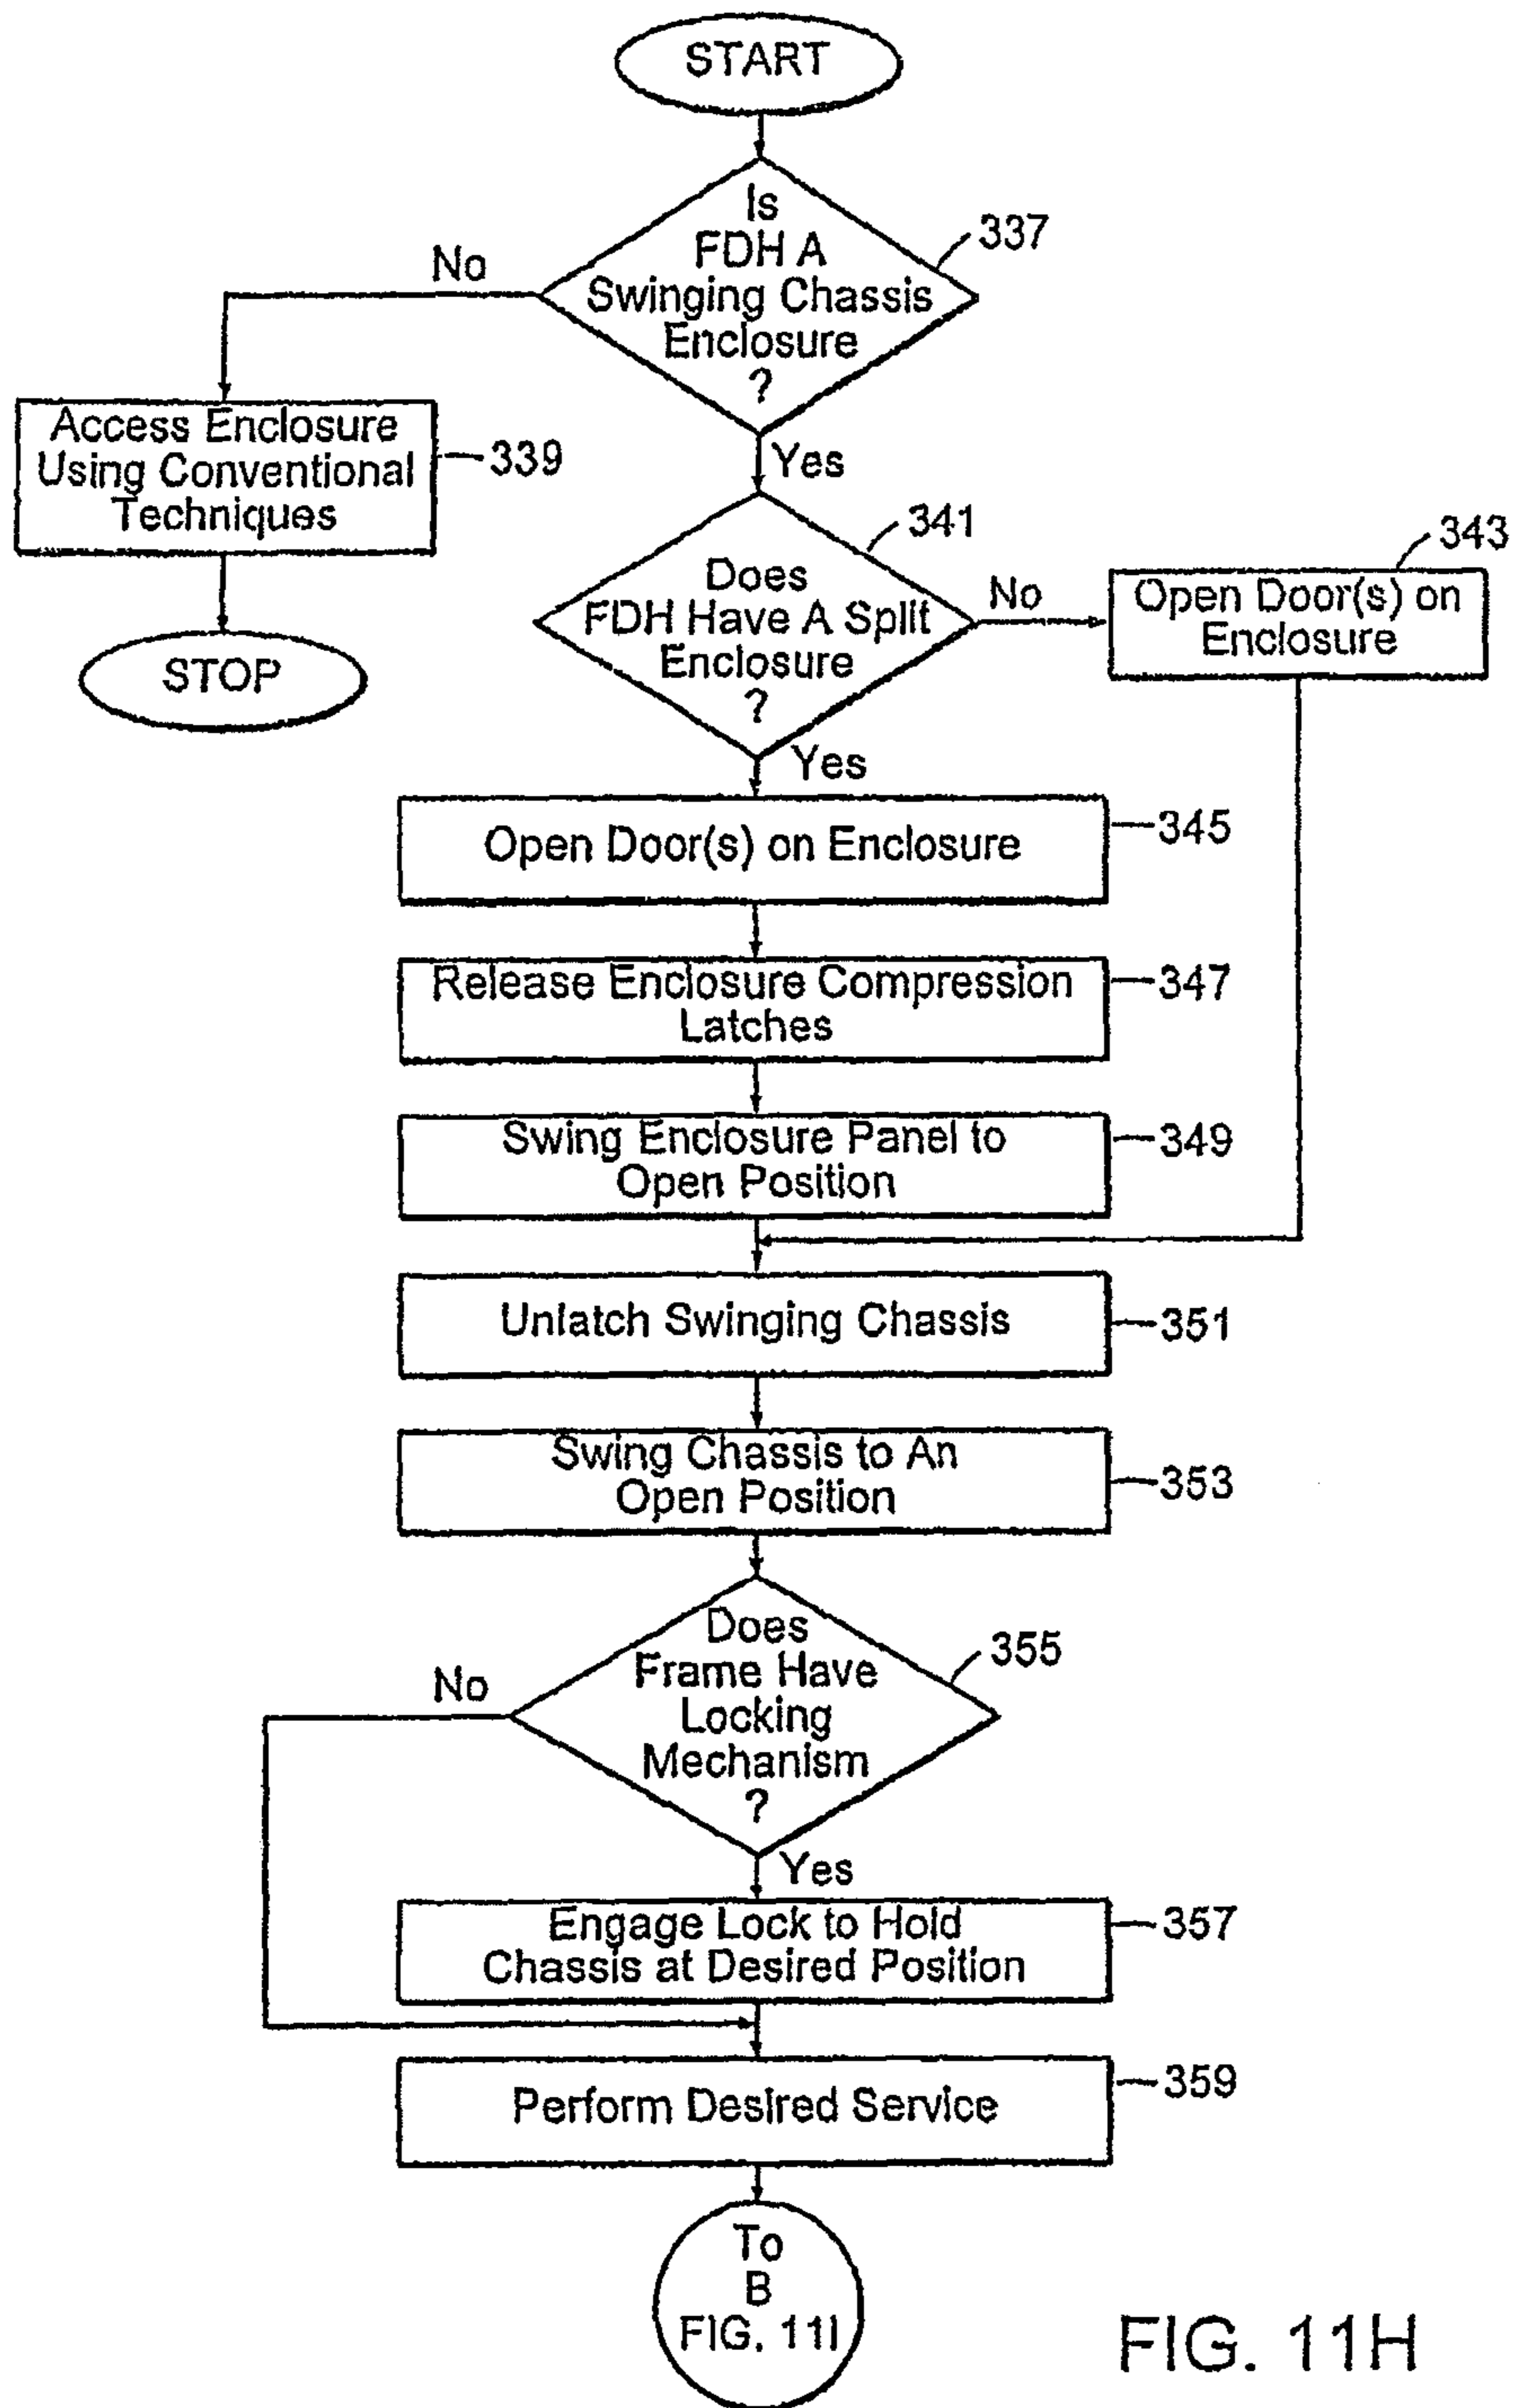 START
Is
FDH A
Swinging Chassis
Enclosure
?
337
No
Yes
Access Enclosure
Using Conventional
Techniques
339
STOP
341
Does
FDH Have A Split
Enclosure
?
No
Yes
343
Open Door(s) on
Enclosure
Open Door(s) on Enclosure
345
Release Enclosure Compression
Latches
347
Swing Enclosure Panel to
Open Position
349
Unlatch Swinging Chassis
351
Swing Chassis to An
Open Position
353
Does
Frame Have
Locking
Mechanism
?
355
No
Yes
Engage Lock to Hold
Chassis at Desired Position
357
Perform Desired Service
359
To
B
FIG. 11I
FIG. 11H